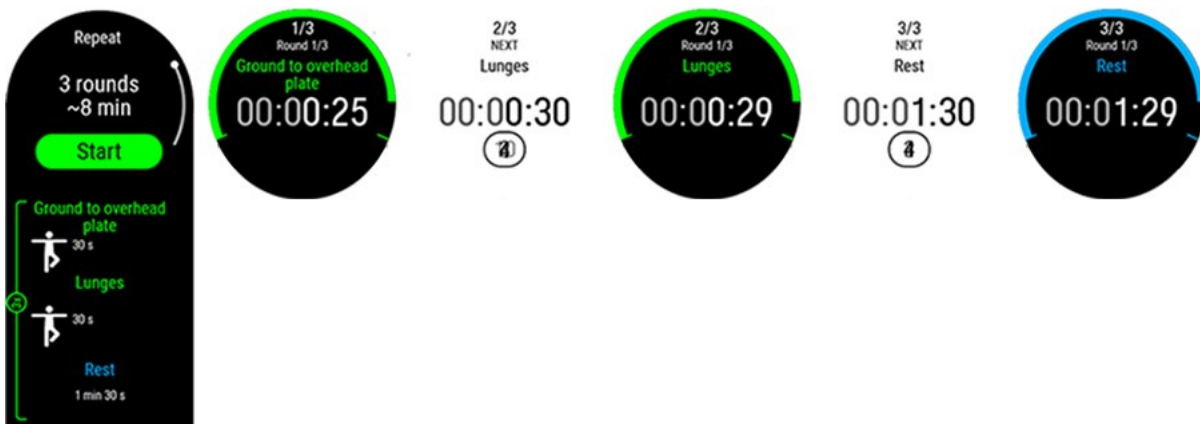 Repeat
3 rounds
~8 min
Start
Ground to overhead
plate
30 s
Lunges
30 s
Rest
1 min 30 s
1/3
Round 1/3
Ground to overhead
plate
00:00:25
2/3
NEXT
Lunges
00:00:30
2/3
Round 1/3
Lunges
00:00:29
3/3
NEXT
Rest
00:01:30
3/3
Round 1/3
Rest
00:01:29